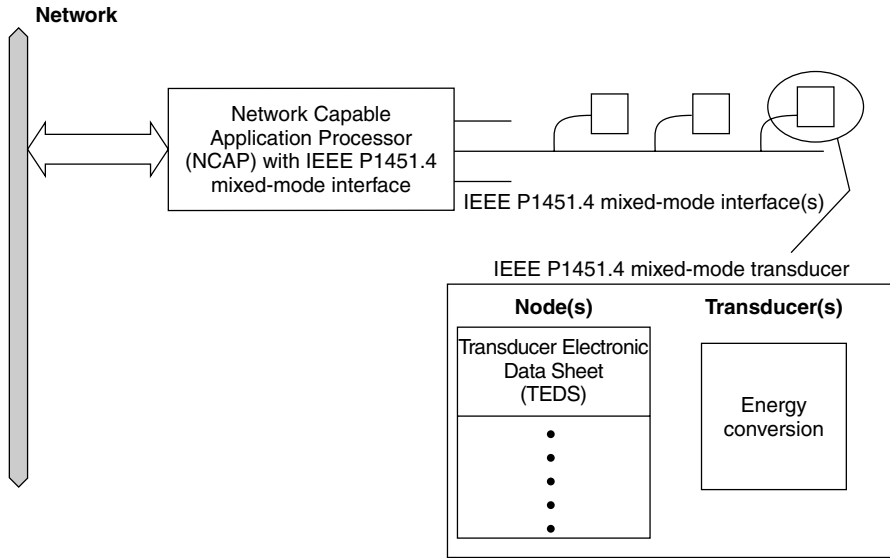 Network
Network Capable
Application Processor
(NCAP) with IEEE P1451.4
mixed-mode interface
IEEE P1451.4 mixed-mode interface(s)
IEEE P1451.4 mixed-mode transducer
Node(s)
Transducer(s)
Transducer Electronic
Data Sheet
(TEDS)
Energy
conversion